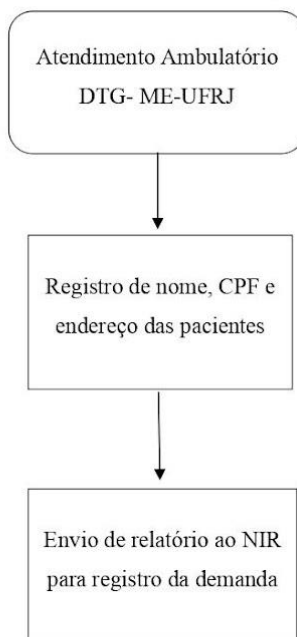 Atendimento Ambulatório
DTG- ME-UFRJ
Registro de nome, CPF e
endereço das pacientes
Envio de relatório ao NIR
para registro da demanda